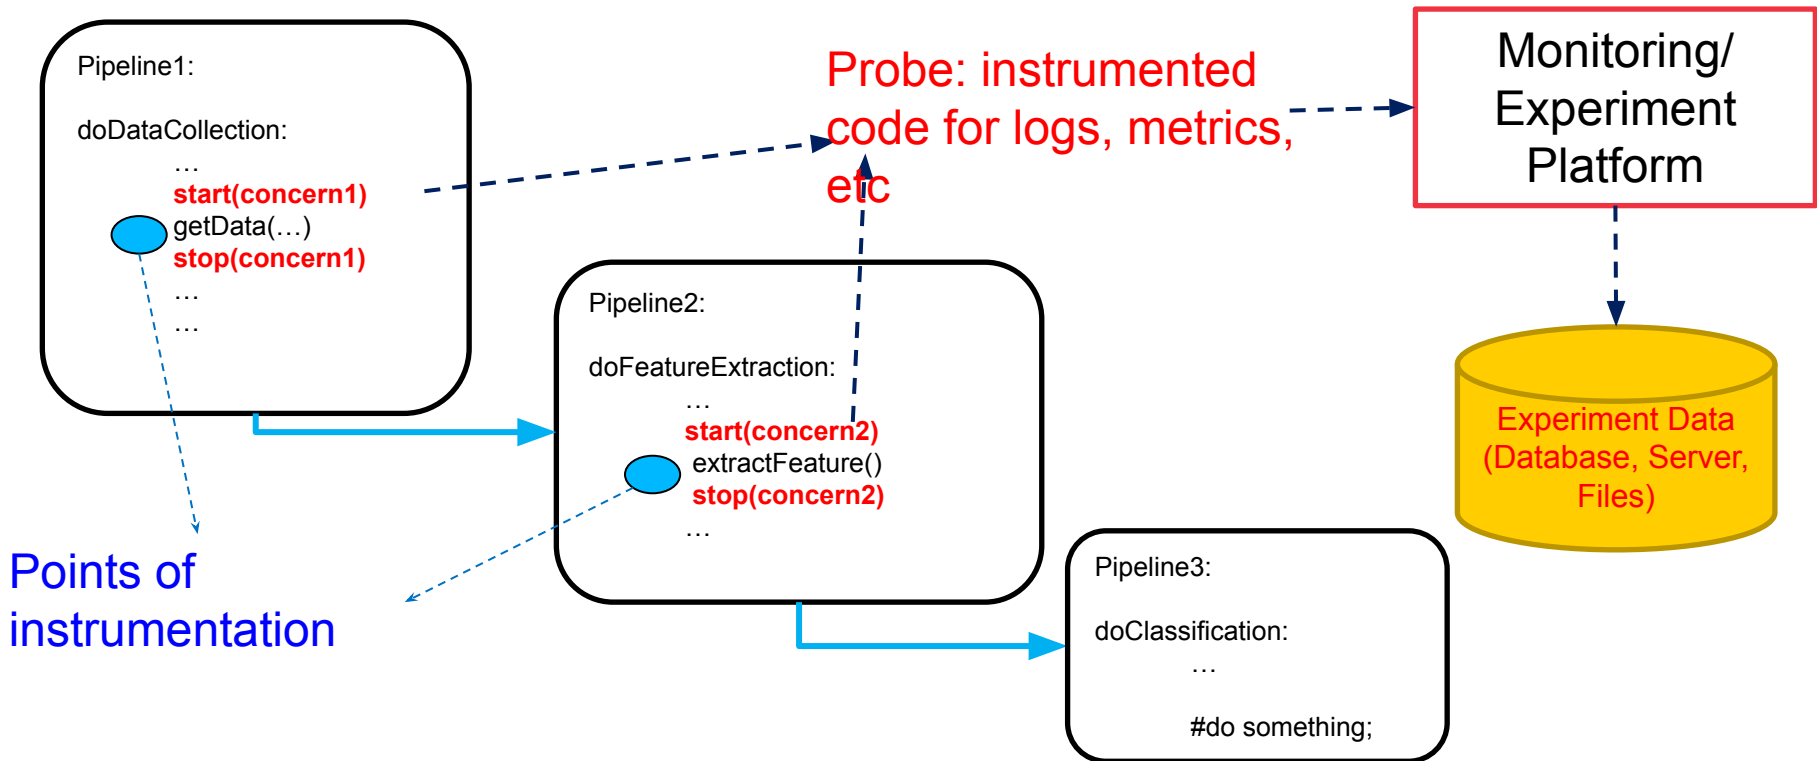 Pipeline1:
doDataCollection:
…
start(concern1)
getData(…)
stop(concern1)
…
…
Probe: instrumented
code for logs, metrics,
etc
Monitoring/
Experiment
Platform
Pipeline2:
doFeatureExtraction:
…
start(concern2)
extractFeature()
stop(concern2)
…
Experiment Data
(Database, Server,
Files)
Points of
instrumentation
Pipeline3:
doClassification:
…
#do something;